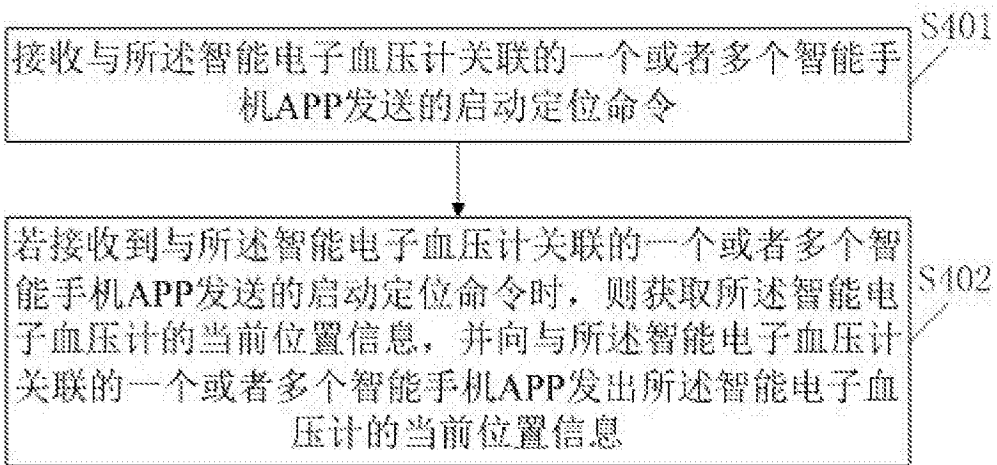 S401
接收与所述智能电子血压计关联的一个或者多个智能手
机APP发送的启动定位命令
若接收到与所述智能电子血压计关联的一个或者多个智
能手机APP发送的启动定位命令时，则获取所述智能电
子血压计的当前位置信息，并向与所述智能电子血压计
关联的一个或者多个智能手机APP发出所述智能电子血
压计的当前位置信息
S402